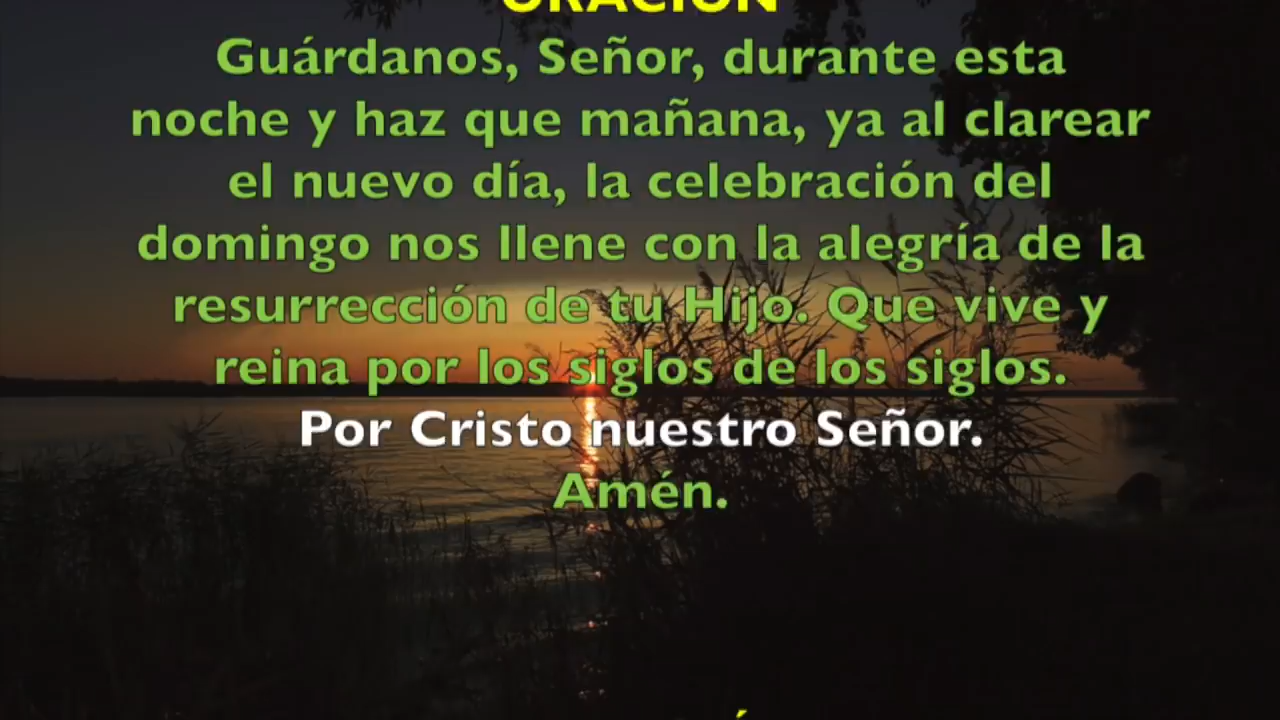 ORACIÓN
Guárdanos, Señor, durante esta
noche y haz que mañana, ya al clarear
el nuevo día, la celebración del
domingo nos llene con la alegría de la
resurrección de tu Hijo. Que vive y
reina por los siglos de los siglos.
Por Cristo nuestro Señor.
Amén.